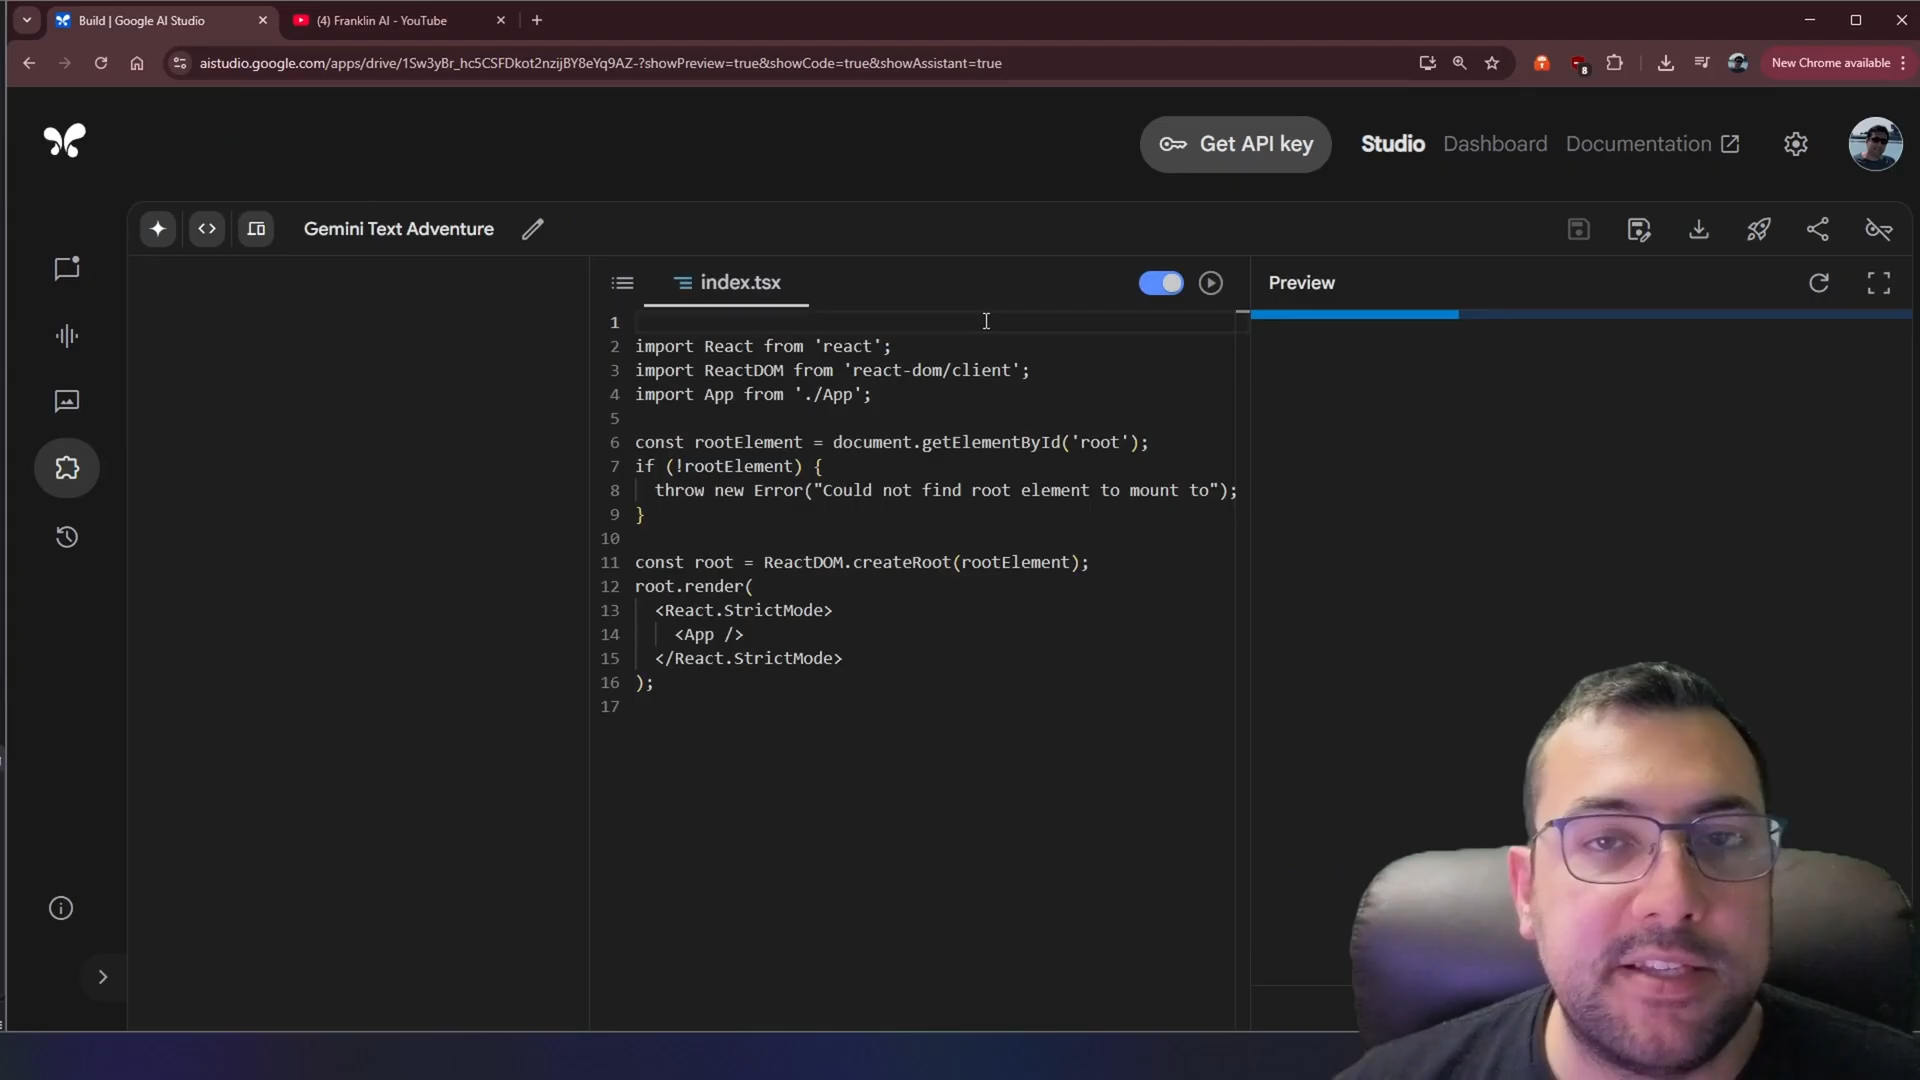 Build | Google AI Studio
(4) Franklin AI - YouTube
aistudio.google.com/apps/drive/1Sw3yBr_hc5CSFDkot2nzijBY8eYq9AZ-?showPreview=true&showCode=true&showAssistant=true
8
New Chrome available
Get API key
Studio
Dashboard
Documentation
Gemini Text Adventure
index.tsx
Preview
1
2 import React from 'react';
3 import ReactDOM from 'react-dom/client';
4 import App from './App';
5
6 const rootElement = document.getElementById('root');
7 if (!rootElement) {
8 throw new Error("Could not find root element to mount to");
9 }
10
11 const root = ReactDOM.createRoot(rootElement);
12 root.render(
13 <React.StrictMode>
14 <App />
15 </React.StrictMode>
16 );
17